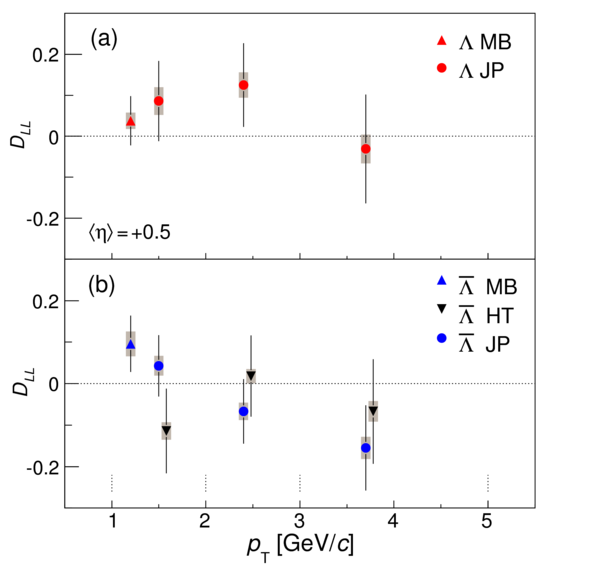 (a)
Λ MB
Λ JP
0.2
0
-0.2
D_LL
⟨η⟩ = +0.5
(b)
Λ̅ MB
Λ̅ HT
Λ̅ JP
0.2
0
-0.2
D_LL
1 2 3 4 5
p_T [GeV/c]